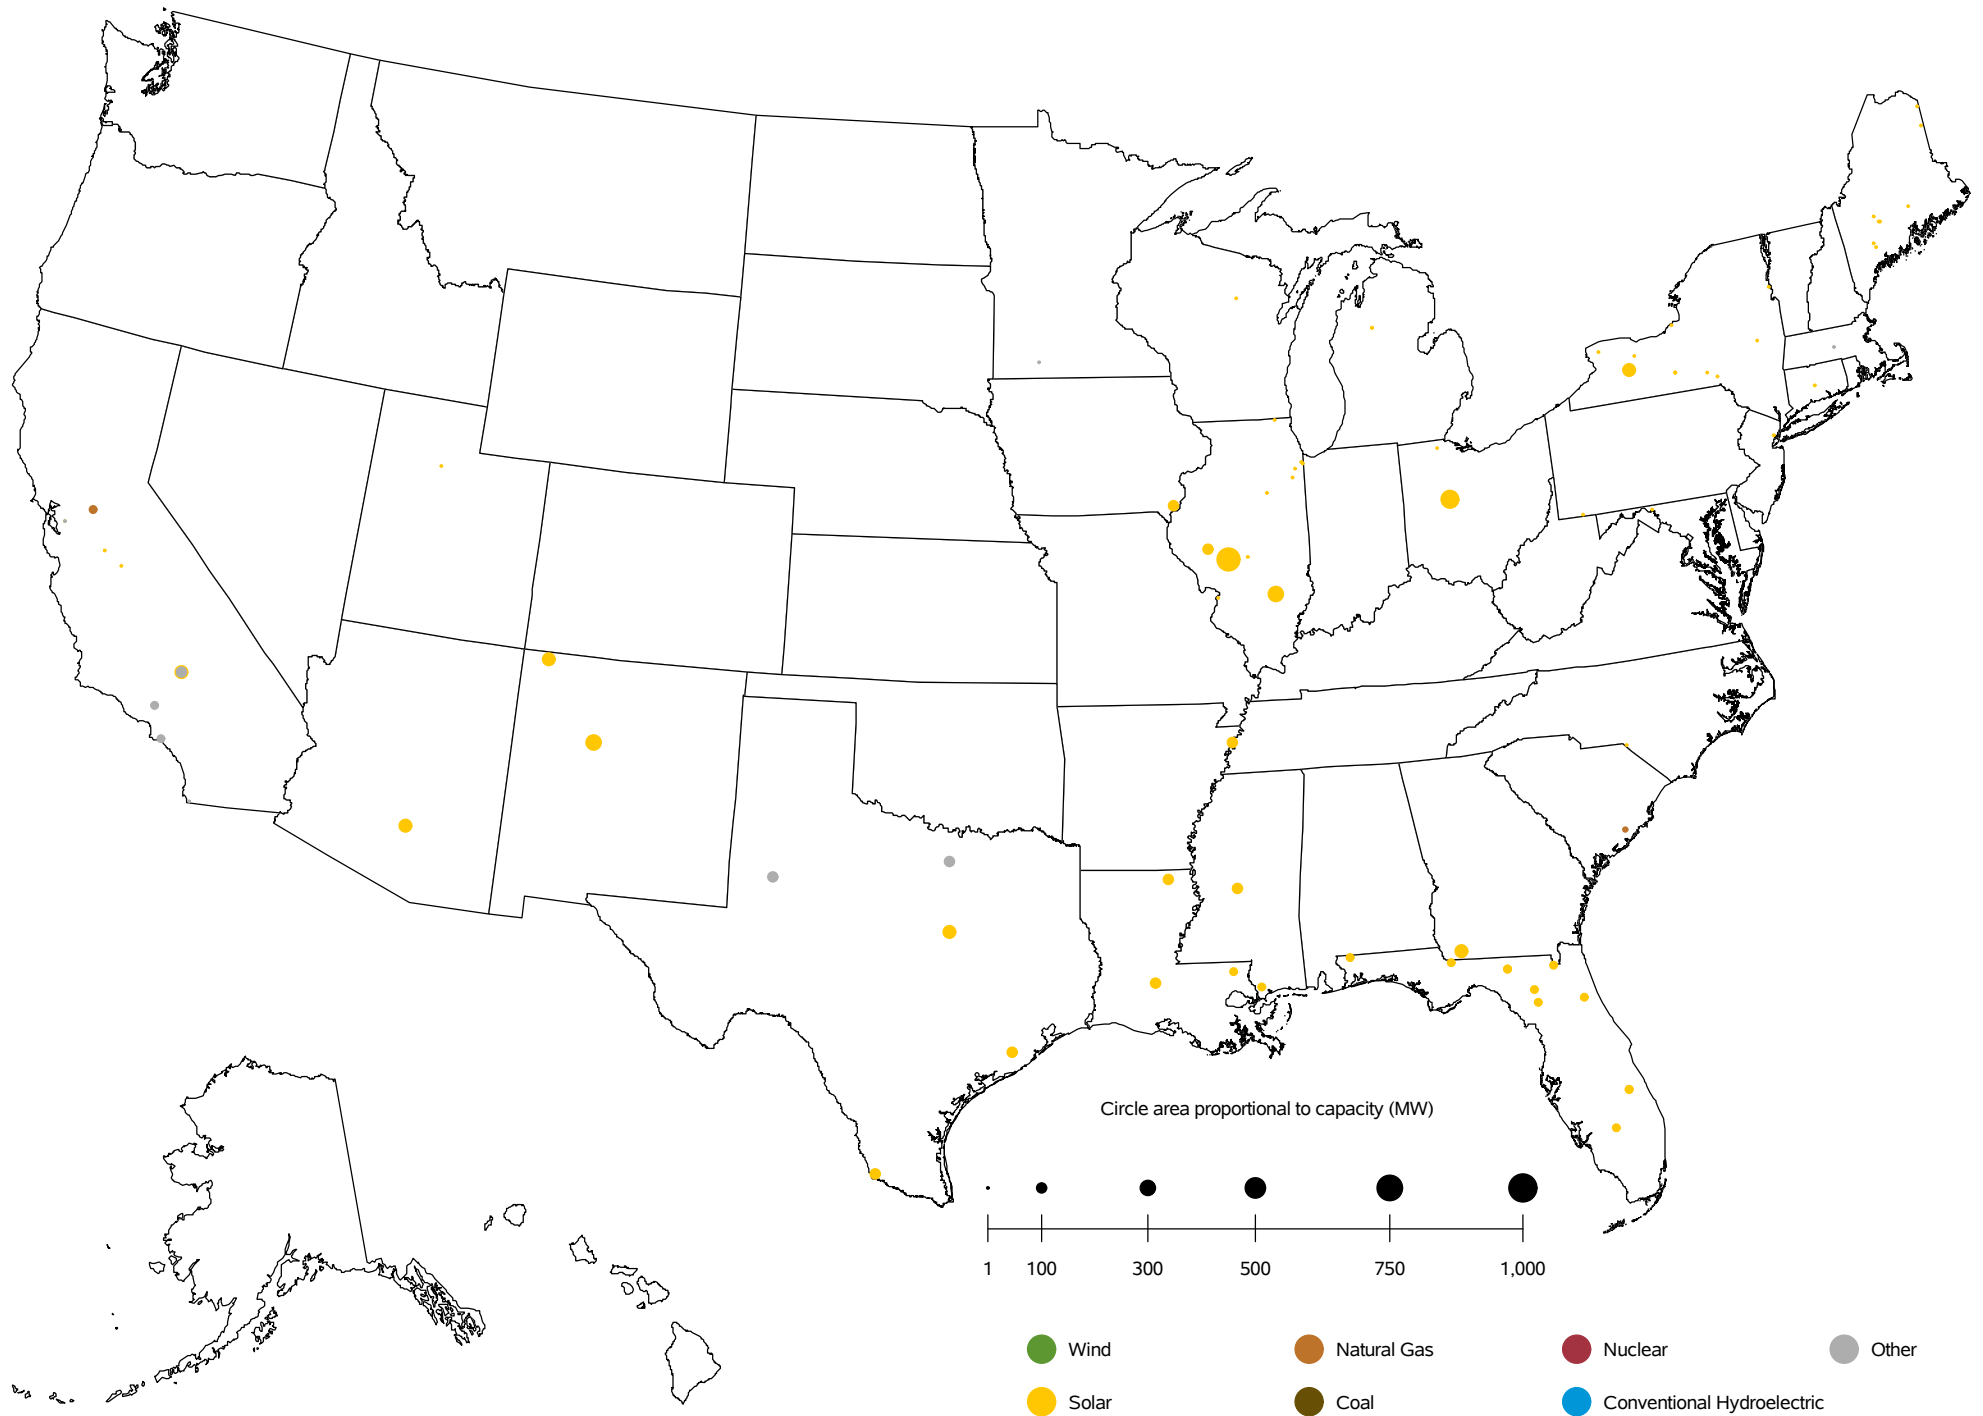 Circle area proportional to capacity (MW)
1 100 300 500 750 1,000
Wind Natural Gas Nuclear Other
Solar Coal Conventional Hydroelectric